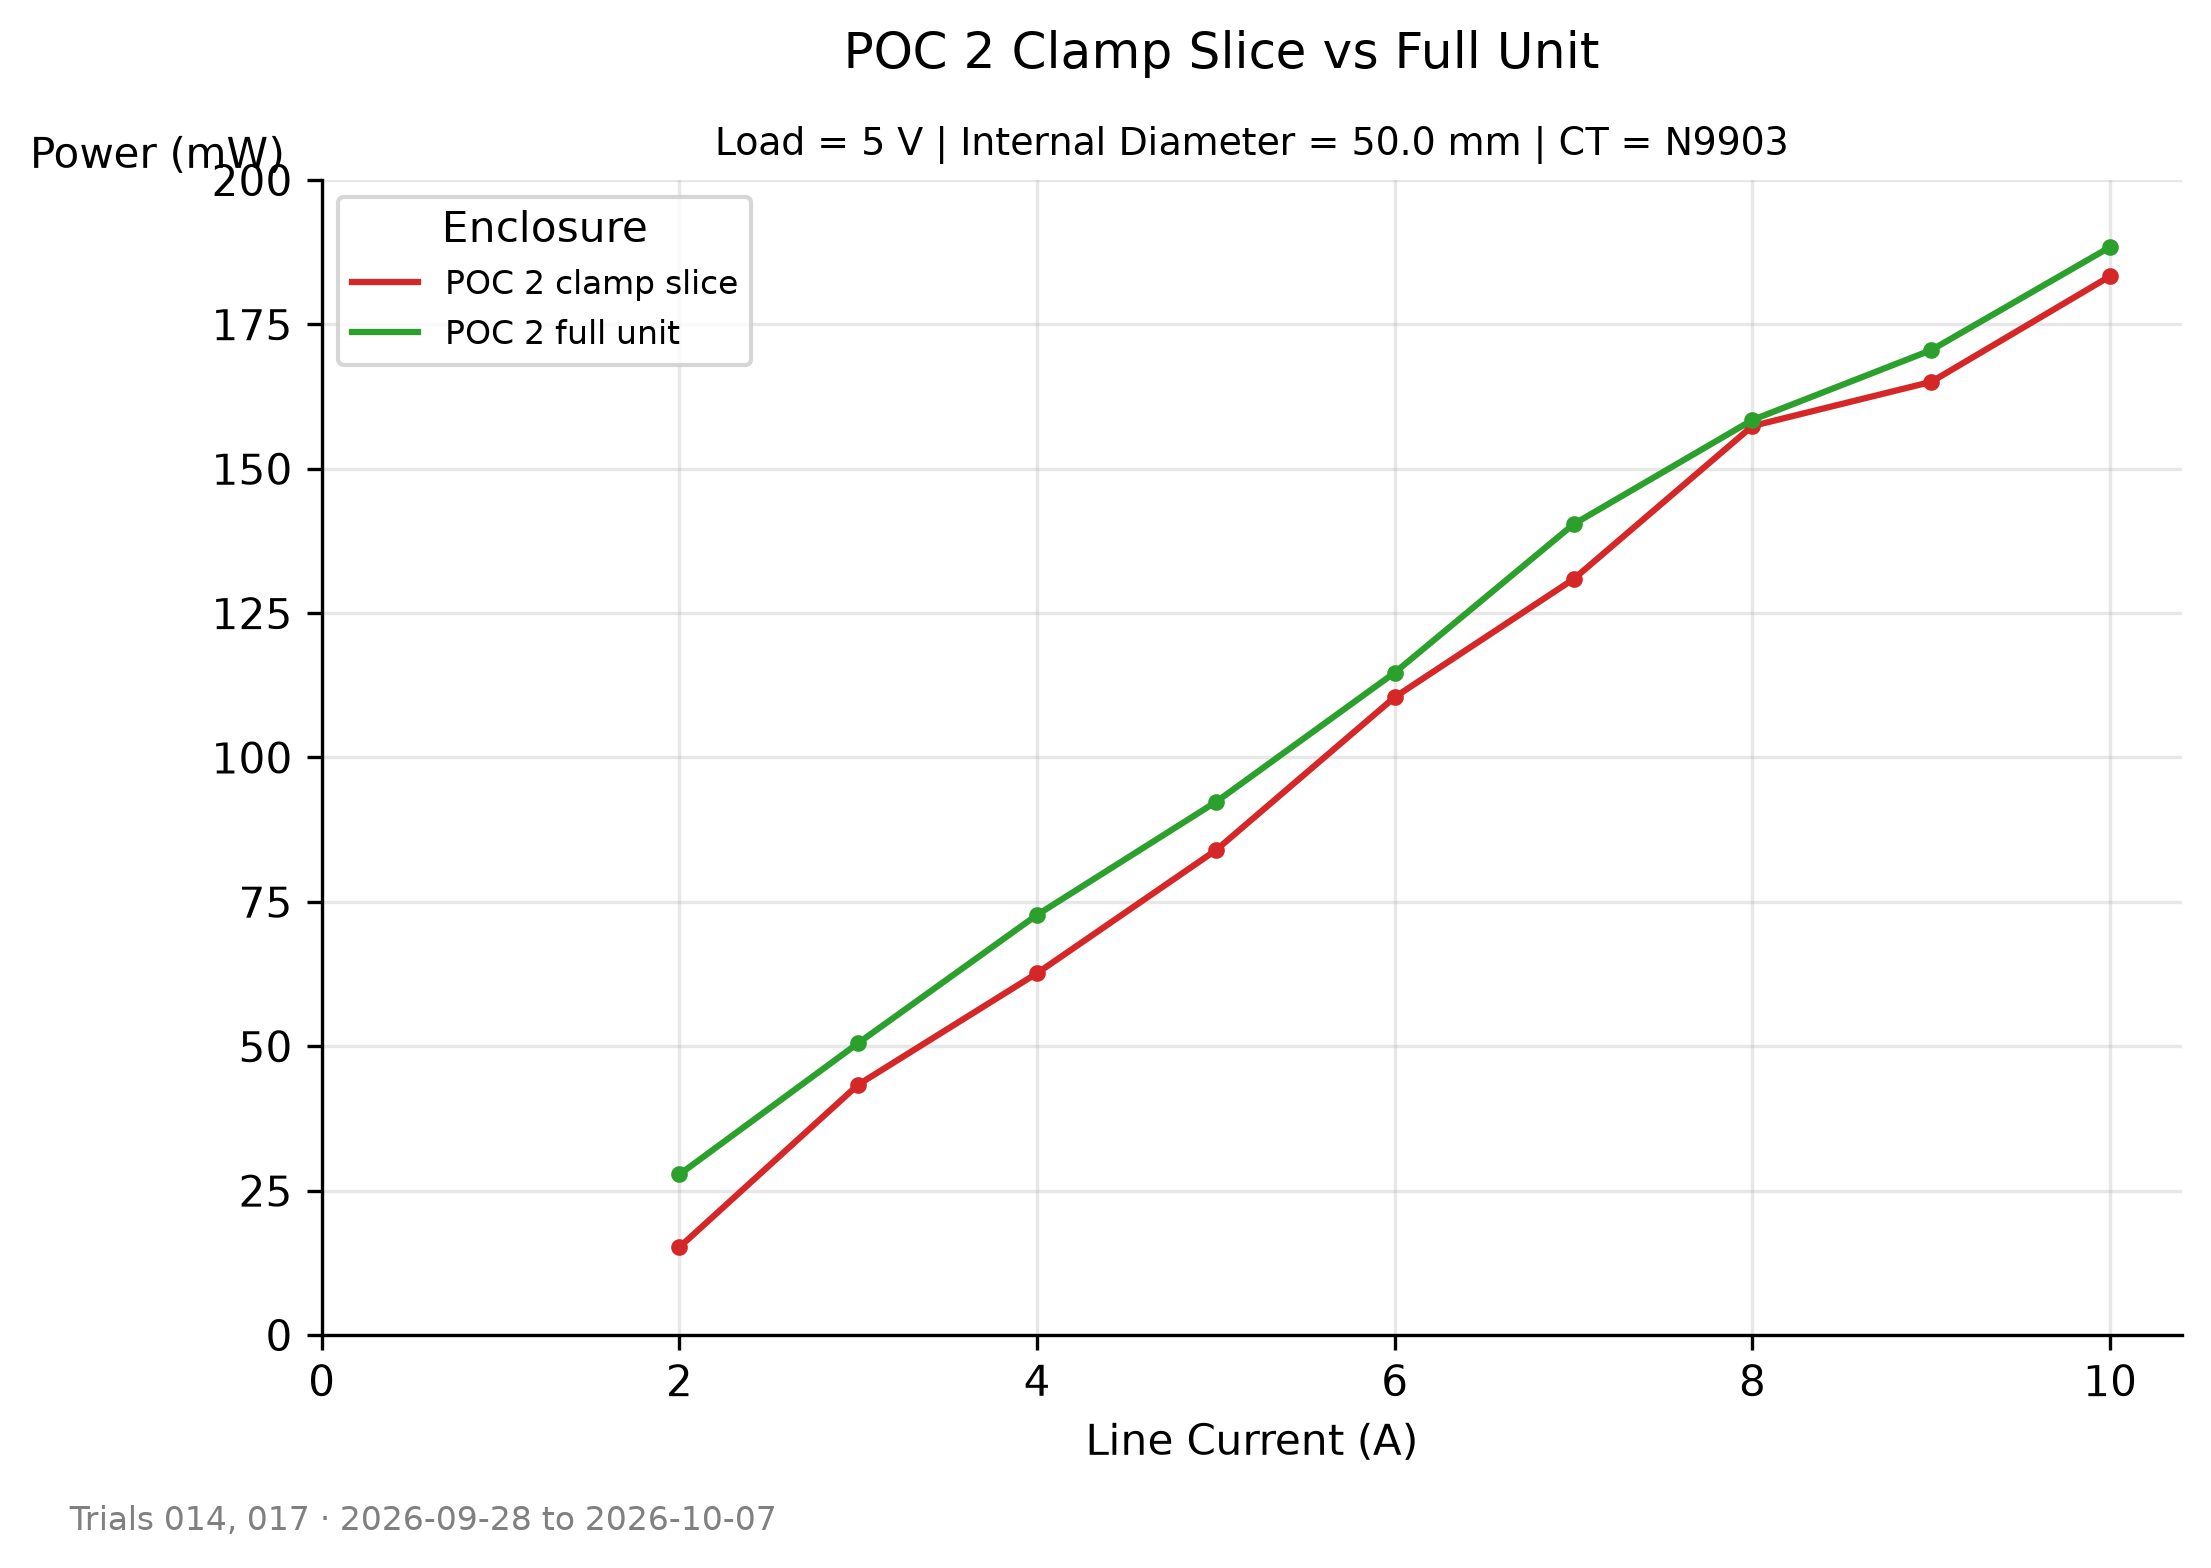 POC 2 Clamp Slice vs Full Unit
Load = 5 V | Internal Diameter = 50.0 mm | CT = N9903
Power (mW)
Enclosure
POC 2 clamp slice
POC 2 full unit
200
175
150
125
100
75
50
25
0
0 2 4 6 8 10
Line Current (A)
Trials 014, 017 · 2026-09-28 to 2026-10-07